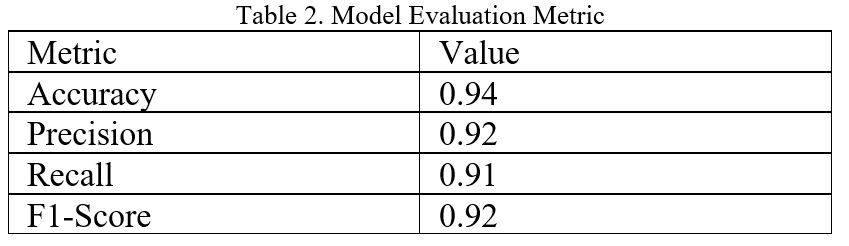 Table 2. Model Evaluation Metric
Metric Value
Accuracy 0.94
Precision 0.92
Recall 0.91
F1-Score 0.92